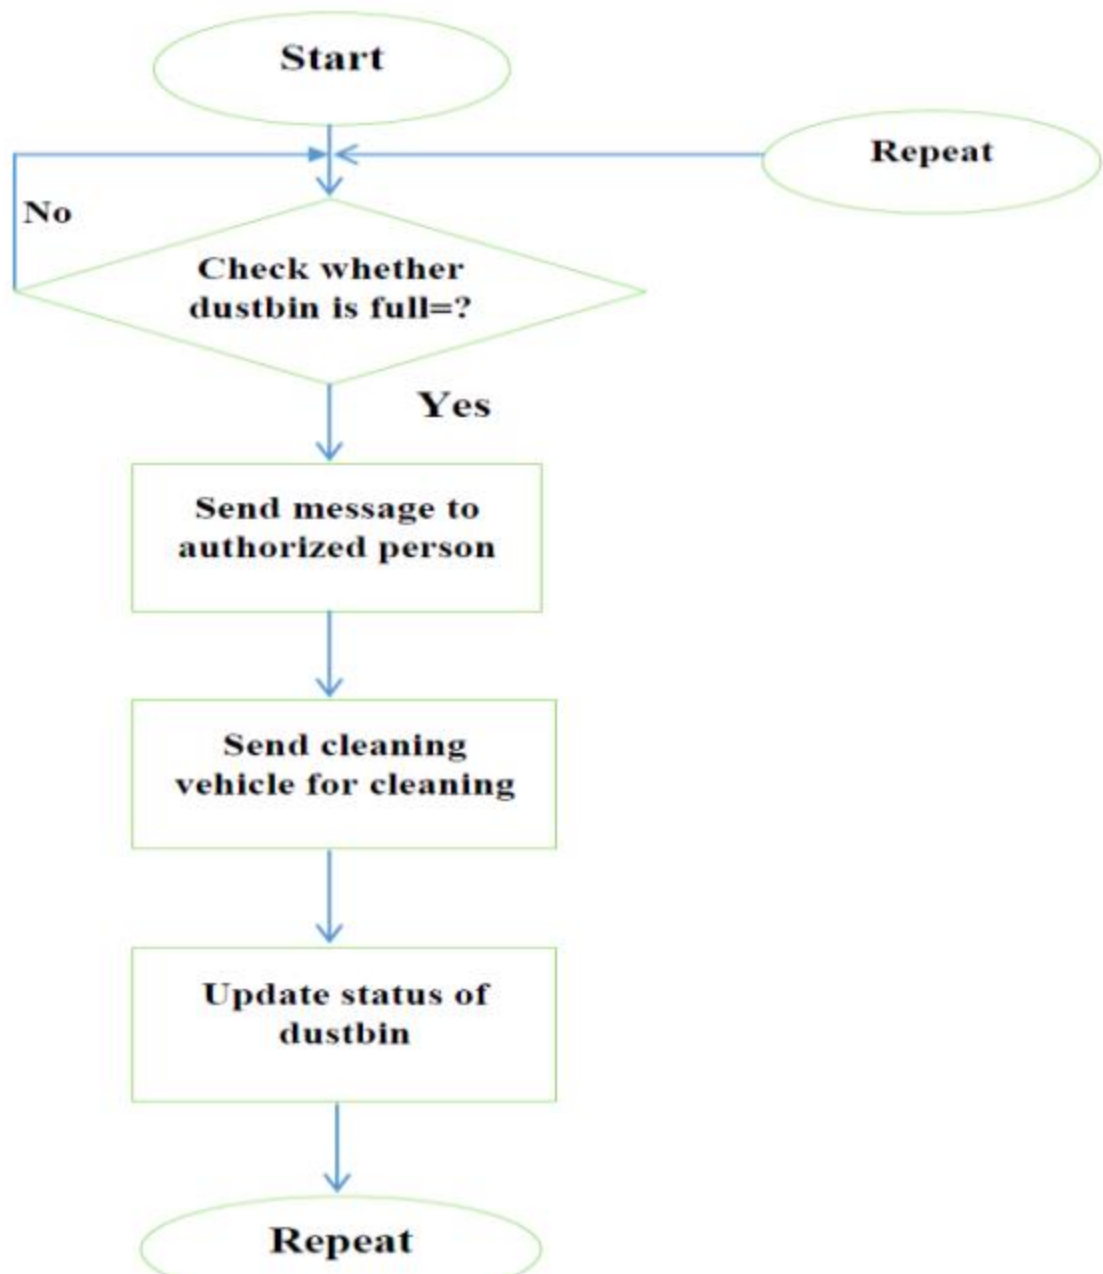 Start
Repeat
No
Check whether
dustbin is full=?
Yes
Send message to
authorized person
Send cleaning
vehicle for cleaning
Update status of
dustbin
Repeat